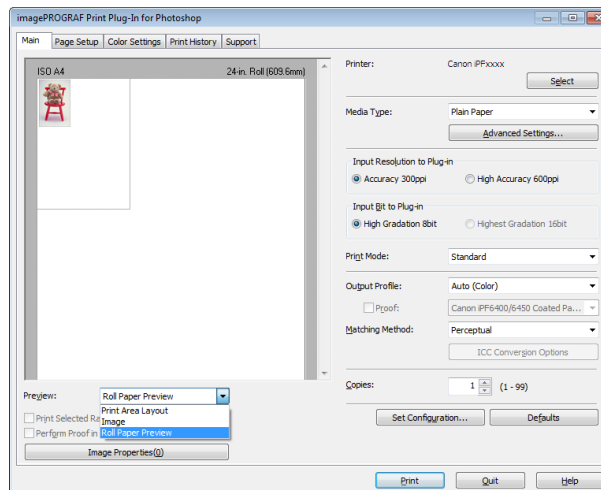 imagePROGRAF Print Plug-In for Photoshop
Main Page Setup Color Settings Print History Support
ISO A4 24-in. Roll (609.6mm)
Printer: Canon iPFxxxx
Select
Media Type: Plain Paper
Advanced Settings...
Input Resolution to Plug-in
Accuracy 300ppi High Accuracy 600ppi
Input Bit to Plug-in
High Gradation 8bit Highest Gradation 16bit
Print Mode: Standard
Output Profile: Auto (Color)
Proof: Canon iPF6400/6450 Coated Pa...
Matching Method: Perceptual
ICC Conversion Options
Copies: 1 (1 - 99)
Set Configuration... Defaults
Preview: Roll Paper Preview
Print Area Layout
Image
Roll Paper Preview
Print Selected Ra
Perform Proof in
Image Properties(O)
Print Quit Help